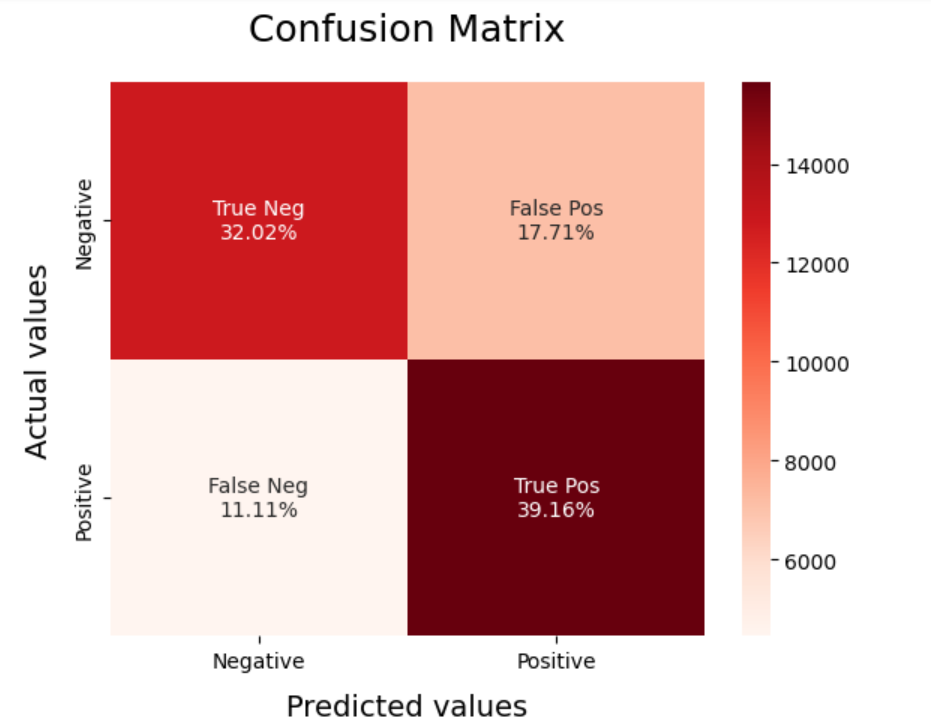 Confusion Matrix
Actual values
Negative
Positive
True Neg
32.02%
False Pos
17.71%
False Neg
11.11%
True Pos
39.16%
Negative
Positive
Predicted values
14000
12000
10000
8000
6000